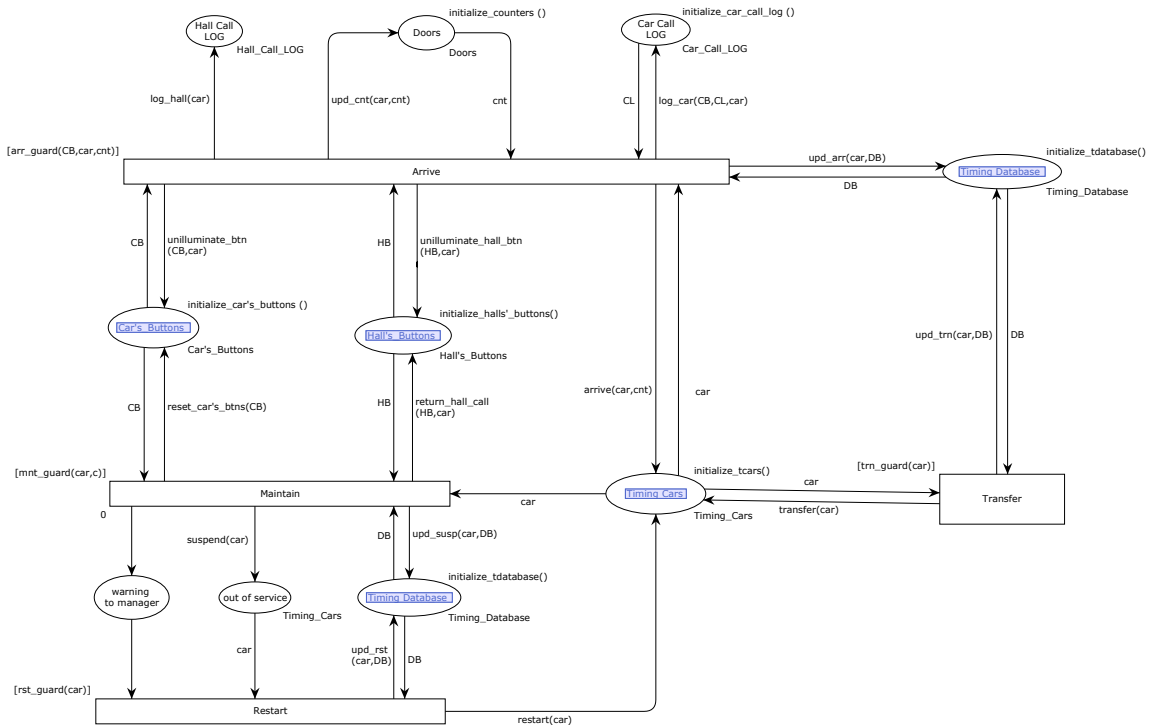 initialize_counters ()
initialize_car_call_log ()
Hall Call
LOG
Hall_Call_LOG
Doors
Doors
Car Call
LOG
Car_Call_LOG
log_hall(car)
upd_cnt(car,cnt)
cnt
CL
log_car(CB,CL,car)
[arr_guard(CB,car,cnt)]
Arrive
upd_arr(car,DB)
DB
initialize_tdatabase()
Timing Database
Timing_Database
CB
unilluminate_btn
(CB,car)
HB
unilluminate_hall_btn
(HB,car)
initialize_car's_buttons ()
Car's_Buttons
Car's_Buttons
initialize_halls'_buttons()
Hall's_Buttons
Hall's_Buttons
upd_trn(car,DB)
DB
arrive(car,cnt)
car
CB
reset_car's_btns(CB)
HB
return_hall_call
(HB,car)
[mnt_guard(car,c)]
Maintain
0
car
initialize_tcars()
Timing Cars
Timing_Cars
car
transfer(car)
[trn_guard(car)]
Transfer
suspend(car)
DB
upd_susp(car,DB)
warning
to manager
out of service
Timing_Cars
initialize_tdatabase()
Timing Database
Timing_Database
car
upd_rst
(car,DB)
DB
[rst_guard(car)]
Restart
restart(car)